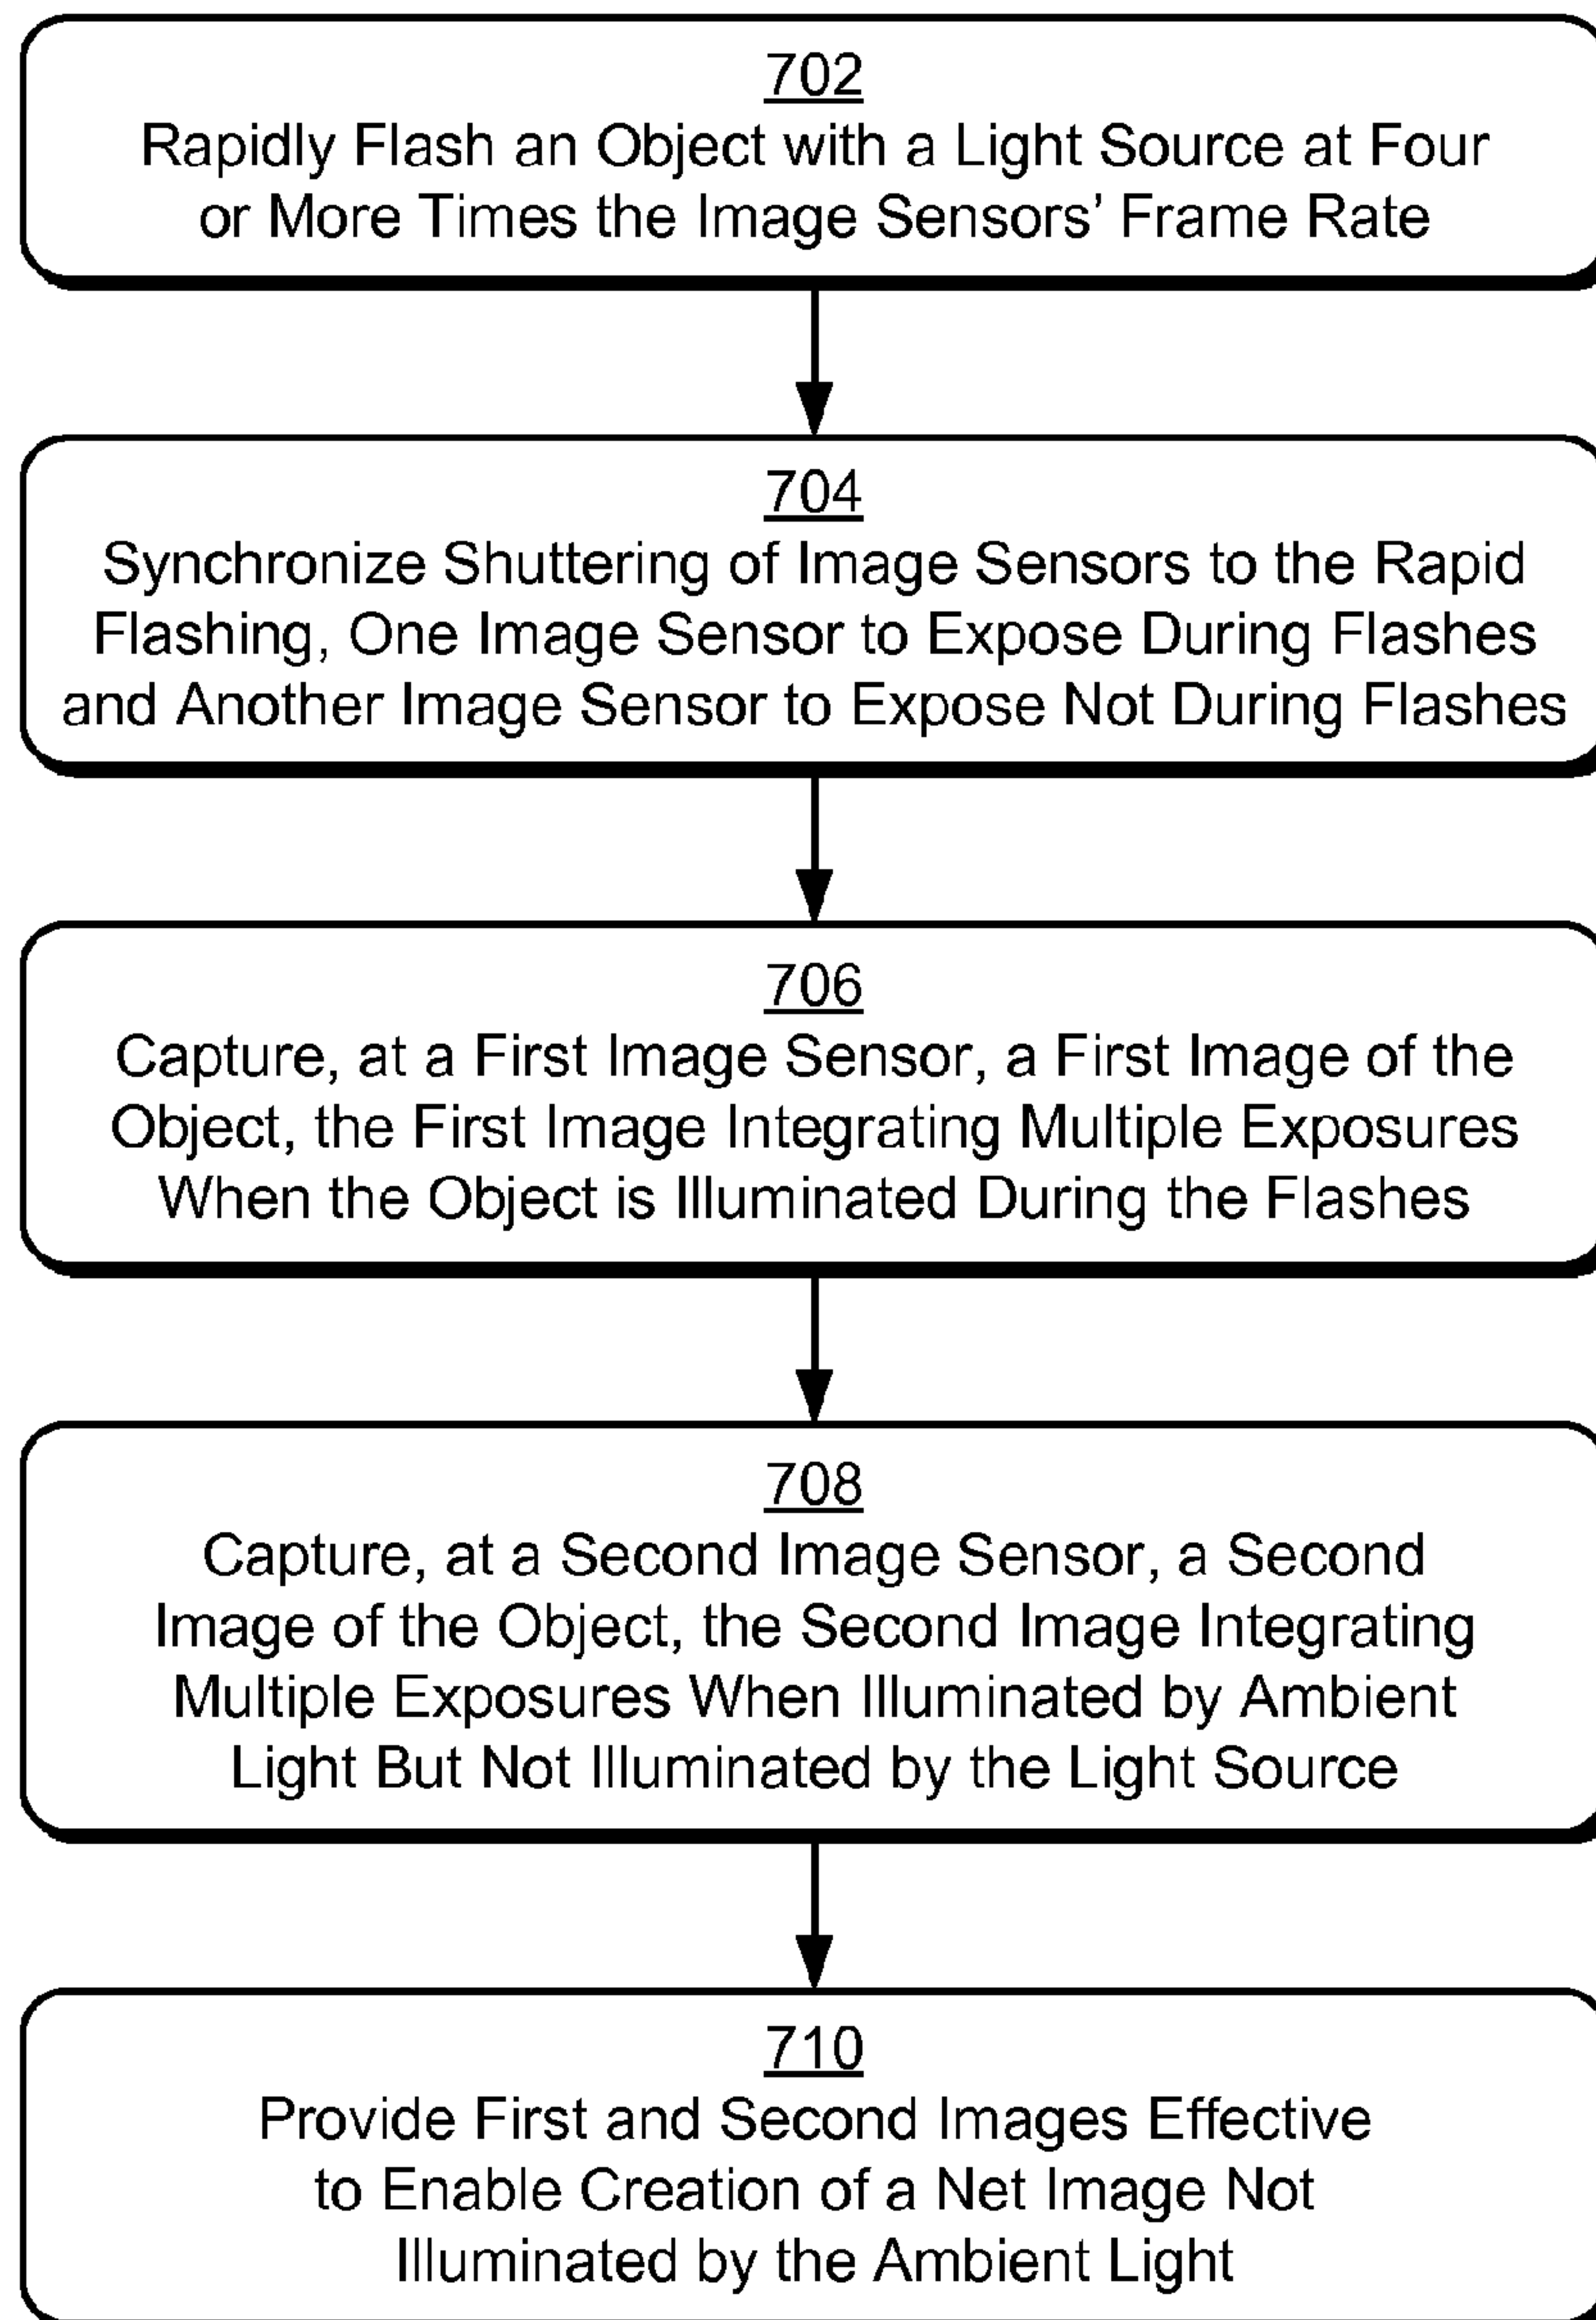 702
Rapidly Flash an Object with a Light Source at Four
or More Times the Image Sensors’ Frame Rate
704
Synchronize Shuttering of Image Sensors to the Rapid
Flashing, One Image Sensor to Expose During Flashes
and Another Image Sensor to Expose Not During Flashes
706
Capture, at a First Image Sensor, a First Image of the
Object, the First Image Integrating Multiple Exposures
When the Object is Illuminated During the Flashes
708
Capture, at a Second Image Sensor, a Second
Image of the Object, the Second Image Integrating
Multiple Exposures When Illuminated by Ambient
Light But Not Illuminated by the Light Source
710
Provide First and Second Images Effective
to Enable Creation of a Net Image Not
Illuminated by the Ambient Light